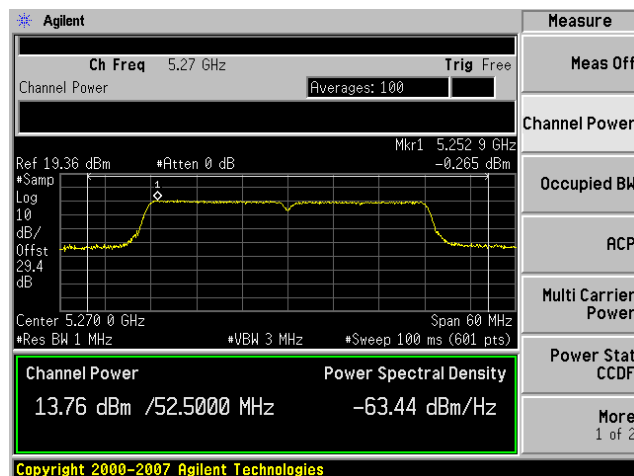 Agilent
Measure
Ch Freq 5.27 GHz Trig Free
Channel Power Averages: 100
Mkr1 5.252 9 GHz
Ref 19.36 dBm #Atten 0 dB -0.265 dBm
#Samp
Log
10
dB/
Offst
29.4
dB
1
Center 5.270 0 GHz Span 60 MHz
#Res BW 1 MHz #VBW 3 MHz #Sweep 100 ms (601 pts)
Channel Power Power Spectral Density
13.76 dBm /52.5000 MHz -63.44 dBm/Hz
Copyright 2000-2007 Agilent Technologies
Meas Off
Channel Power
Occupied BW
ACP
Multi Carrier
Power
Power Stat
CCDF
More
1 of 2